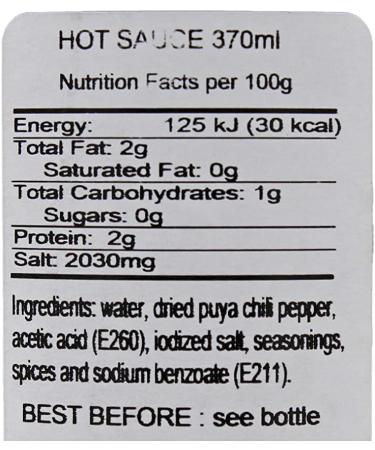 HOT SAUCE 370ml
Nutrition Facts per 100g
Energy: 125 kJ (30 kcal)
Total Fat: 2g
Saturated Fat: 0g
Total Carbohydrates: 1g
Sugars: 0g
Protein: 2g
Salt: 2030mg
Ingredients: water, dried puya chili pepper,
acetic acid (E260), iodized salt, seasonings,
spices and sodium benzoate (E211).
BEST BEFORE : see bottle